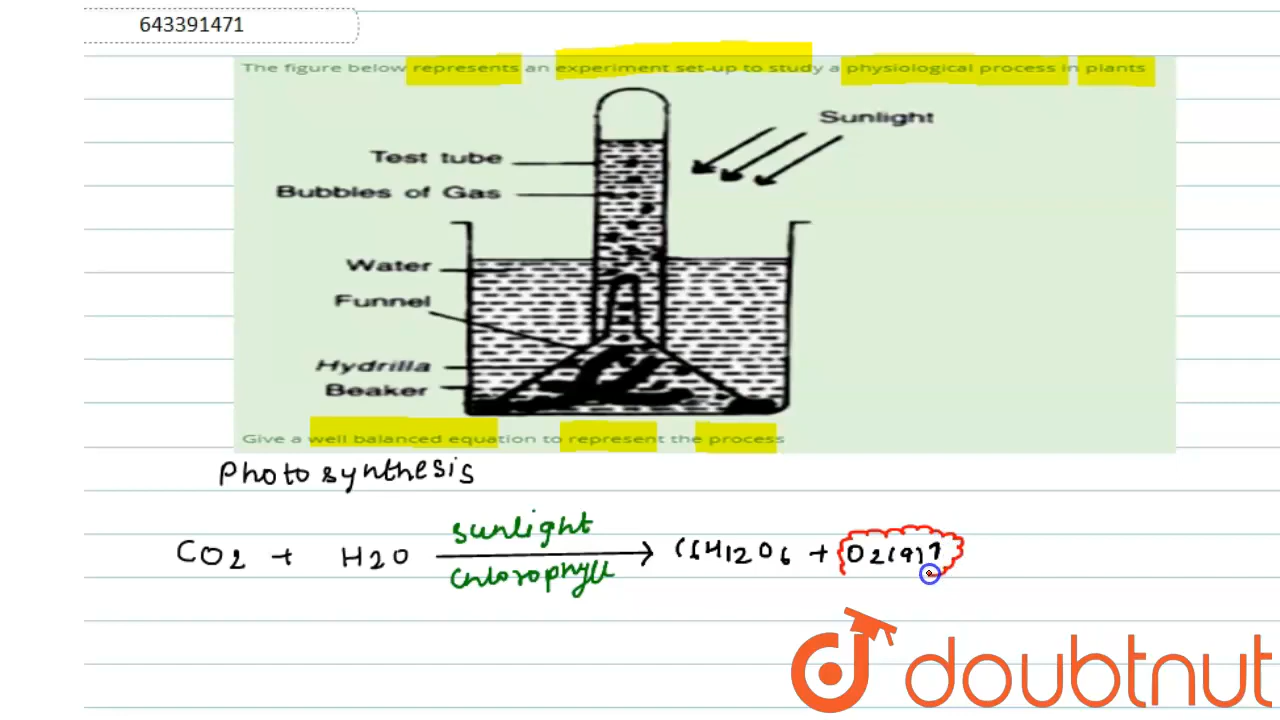 643391471
The figure below represents an experiment set-up to study a physiological process in plants
Sunlight
Test tube
Bubbles of Gas
Water
Funnel
Hydrilla
Beaker
Give a well balanced equation to represent the process
Photosynthesis
sunlight
CO2 + H2O → C6H12O6 + O2(g)↑
chlorophyll
doubtnut